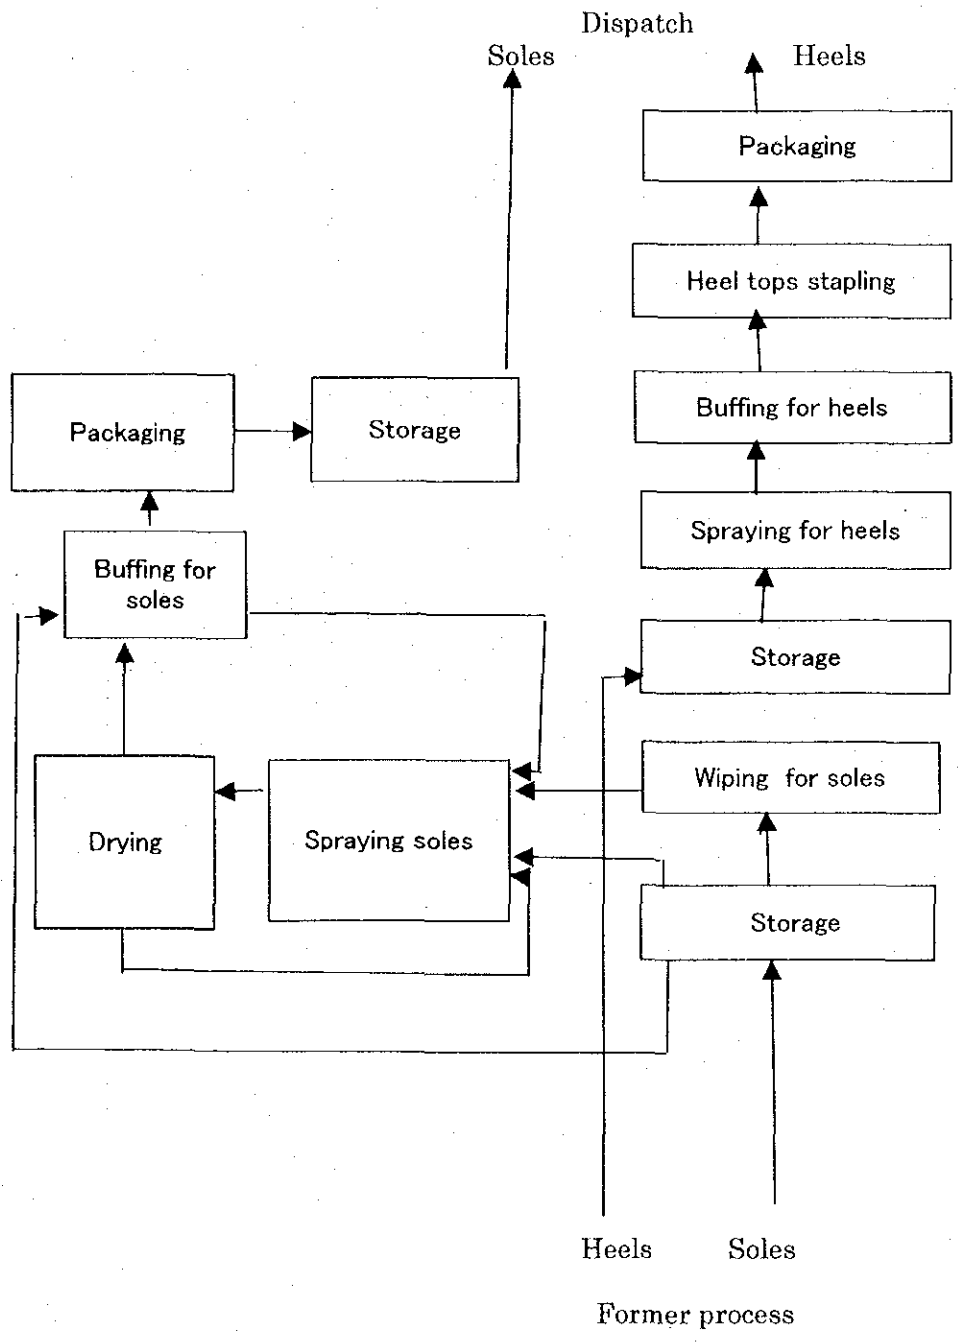 Dispatch
Soles
Heels
Packaging
Heel tops stapling
Packaging
Storage
Buffing for heels
Spraying for heels
Buffing for
soles
Storage
Wiping for soles
Drying
Spraying soles
Storage
Heels
Soles
Former process